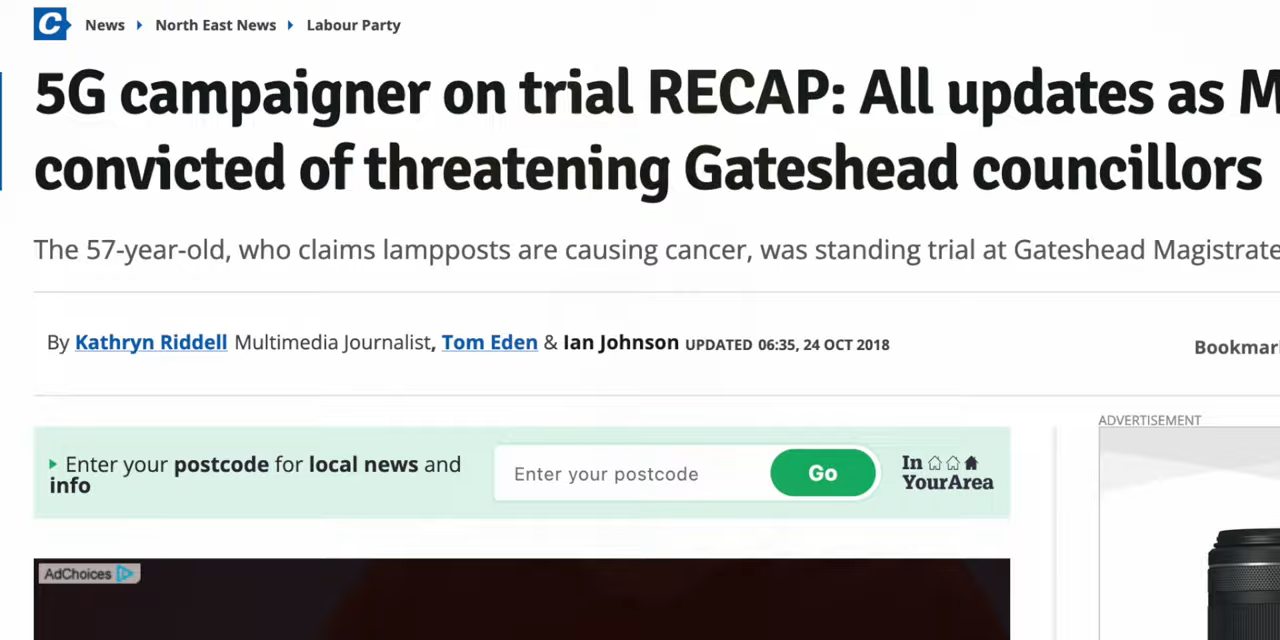 C News North East News Labour Party
5G campaigner on trial RECAP: All updates as M
convicted of threatening Gateshead councillors
The 57-year-old, who claims lampposts are causing cancer, was standing trial at Gateshead Magistrate
By Kathryn Riddell Multimedia Journalist, Tom Eden & Ian Johnson UPDATED 06:35, 24 OCT 2018
Bookmar
ADVERTISEMENT
Enter your postcode for local news and
info
Enter your postcode
Go
In
YourArea
AdChoices